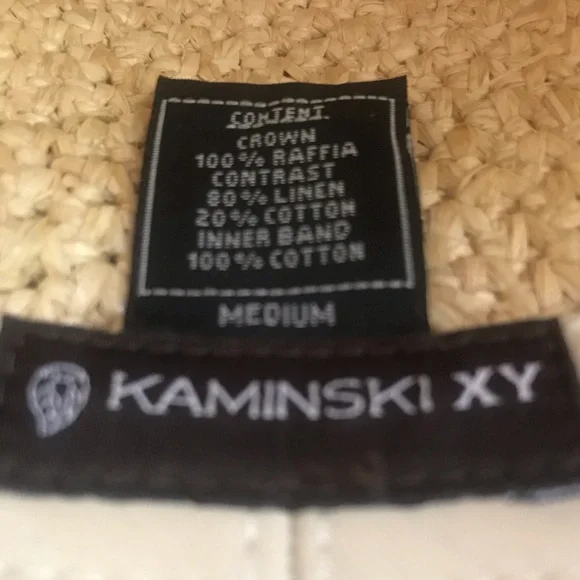 CONTENT
CROWN
100% RAFFIA
CONTRAST
80% LINEN
20% COTTON
INNER BAND
100% COTTON
MEDIUM
KAMINSKI XY